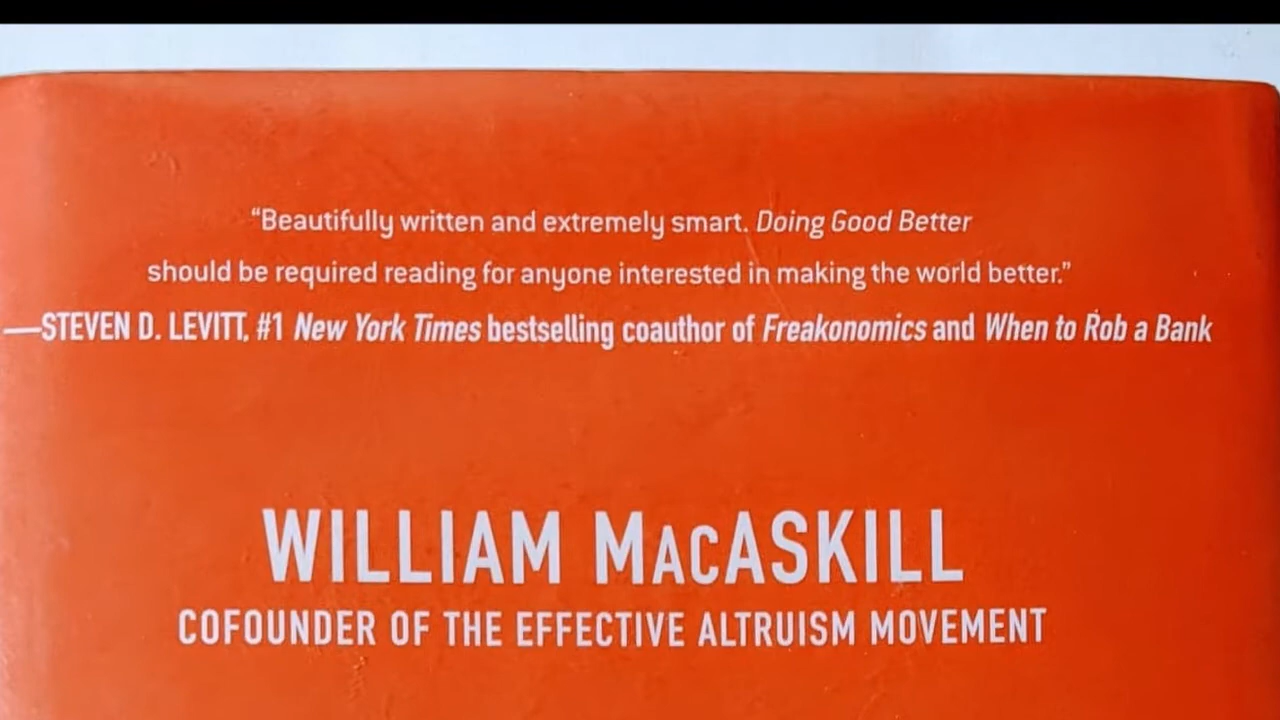 “Beautifully written and extremely smart. Doing Good Better
should be required reading for anyone interested in making the world better.”
—STEVEN D. LEVITT, #1 New York Times bestselling coauthor of Freakonomics and When to Rob a Bank
WILLIAM MACASKILL
COFOUNDER OF THE EFFECTIVE ALTRUISM MOVEMENT